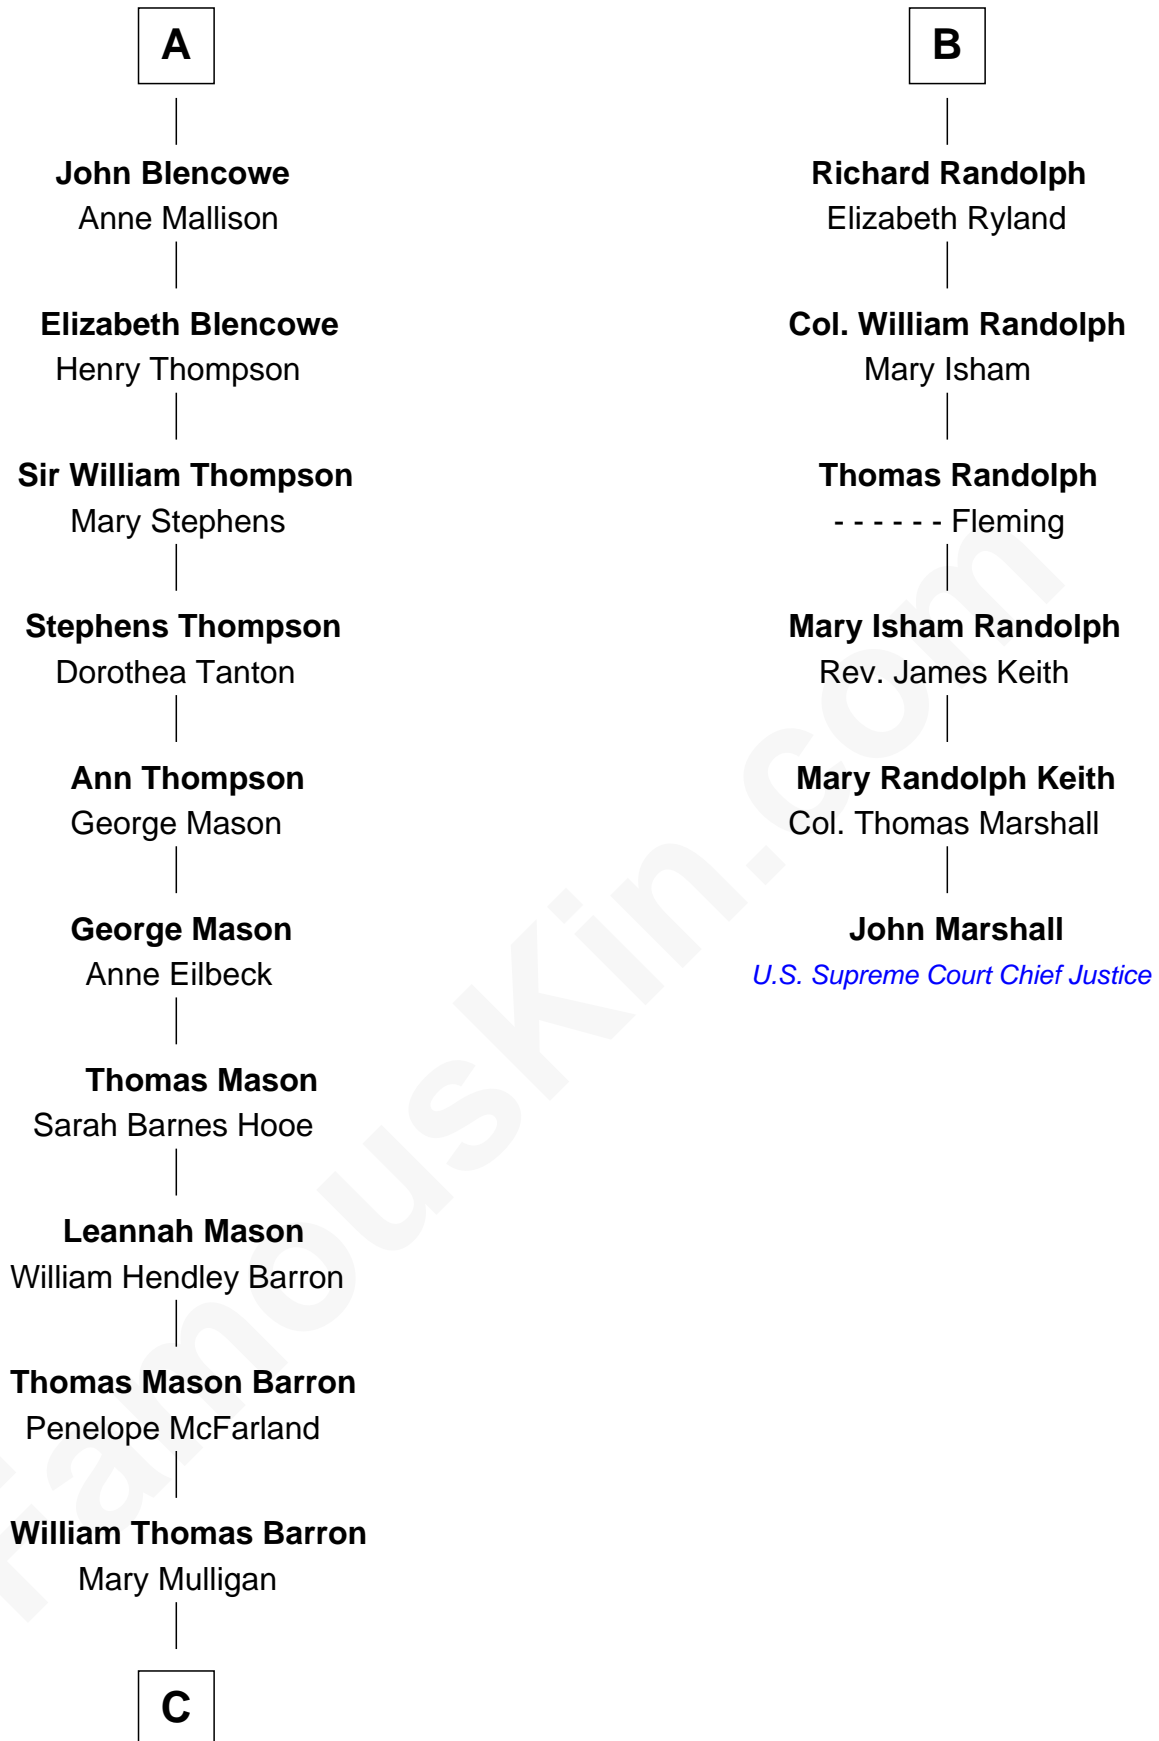 A
John Blencowe
Anne Mallison
Elizabeth Blencowe
Henry Thompson
Sir William Thompson
Mary Stephens
Stephens Thompson
Dorothea Tanton
Ann Thompson
George Mason
George Mason
Anne Eilbeck
Thomas Mason
Sarah Barnes Hooe
Leannah Mason
William Hendley Barron
Thomas Mason Barron
Penelope McFarland
William Thomas Barron
Mary Mulligan
C
B
Richard Randolph
Elizabeth Ryland
Col. William Randolph
Mary Isham
Thomas Randolph
- - - - - - Fleming
Mary Isham Randolph
Rev. James Keith
Mary Randolph Keith
Col. Thomas Marshall
John Marshall
U.S. Supreme Court Chief Justice
FamousKin.com